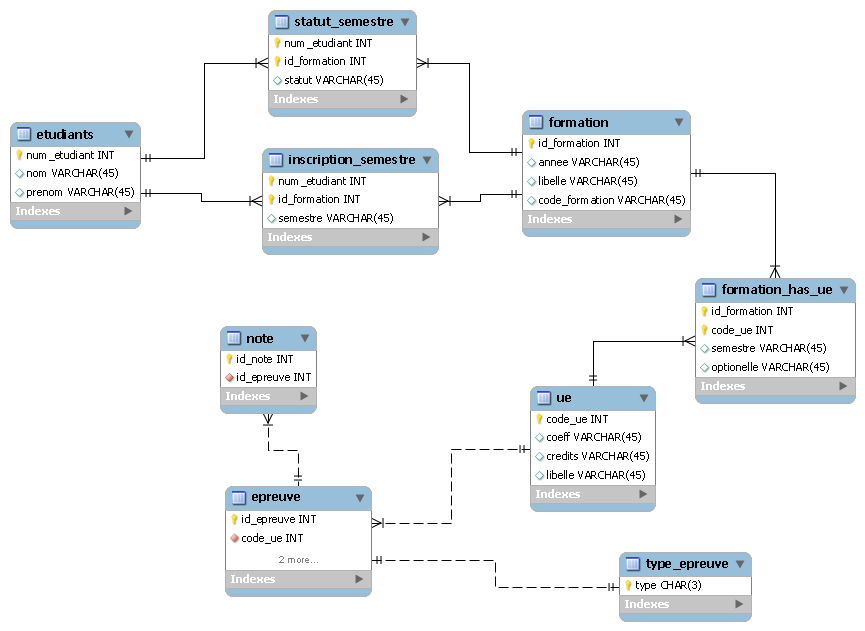 statut_semestre
num_etudiant INT
id_formation INT
statut VARCHAR(45)
Indexes
etudiants
num_etudiant INT
nom VARCHAR(45)
prenom VARCHAR(45)
Indexes
inscription_semestre
num_etudiant INT
id_formation INT
semestre VARCHAR(45)
Indexes
formation
id_formation INT
annee VARCHAR(45)
libelle VARCHAR(45)
code_formation VARCHAR(45)
Indexes
formation_has_ue
id_formation INT
code_ue INT
semestre VARCHAR(45)
optionelle VARCHAR(45)
Indexes
note
id_note INT
id_epreuve INT
Indexes
ue
code_ue INT
coeff VARCHAR(45)
credits VARCHAR(45)
libelle VARCHAR(45)
Indexes
epreuve
id_epreuve INT
code_ue INT
2 more...
Indexes
type_epreuve
type CHAR(3)
Indexes